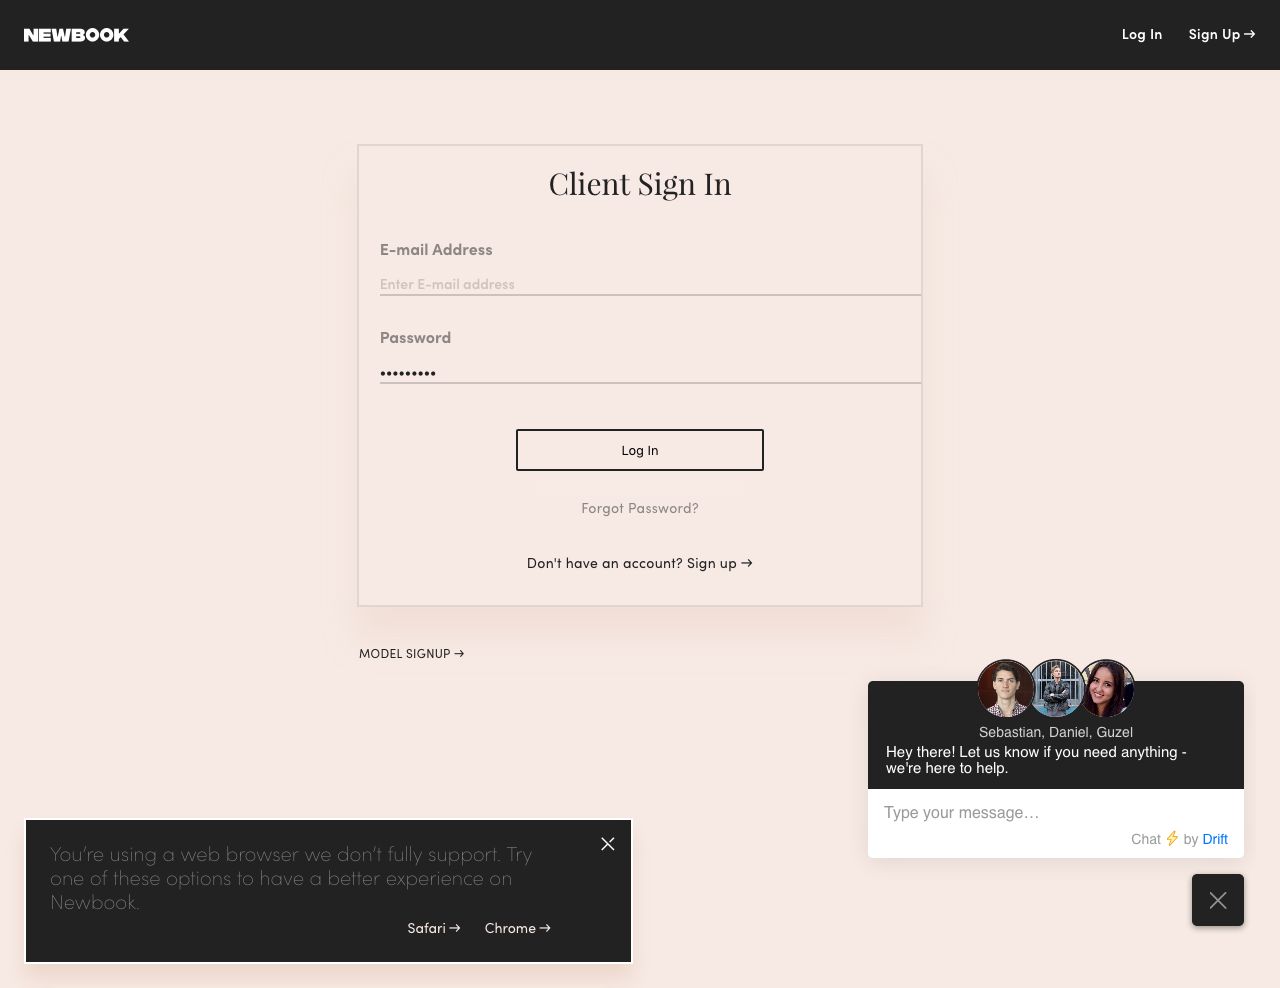 NEWBOOK
Log In
Sign Up →
Client Sign In
E-mail Address
Enter E-mail address
Password
•••••••••
Log In
Forgot Password?
Don't have an account? Sign up →
MODEL SIGNUP →
Sebastian, Daniel, Guzel
Hey there! Let us know if you need anything -
we're here to help.
Type your message…
Chat ⚡ by Drift
You’re using a web browser we don’t fully support. Try
one of these options to have a better experience on
Newbook.
Safari →
Chrome →